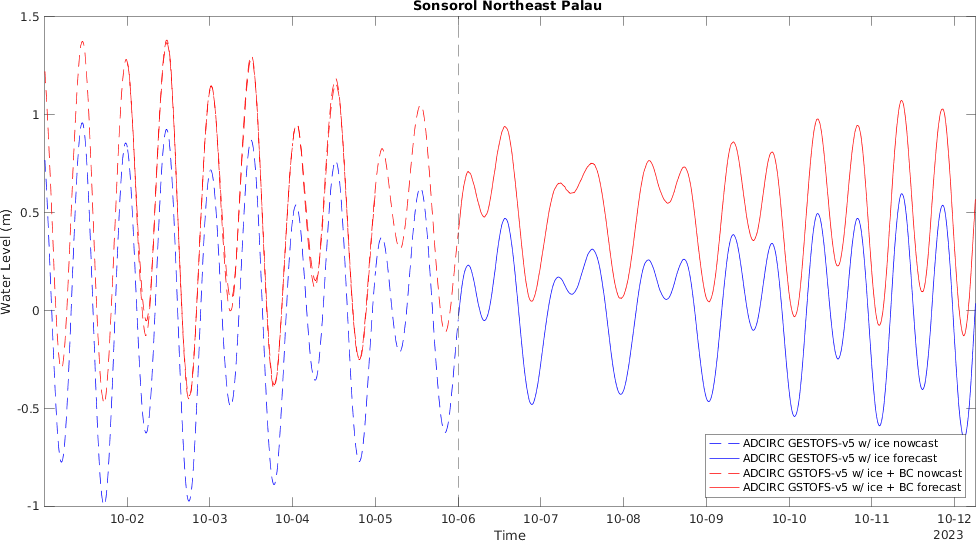 Sonsorol Northeast Palau
Water Level (m)
1.5
1
0.5
0
-0.5
-1
10-02 10-03 10-04 10-05 10-06 10-07 10-08 10-09 10-10 10-11 10-12
2023
Time
ADCIRC GESTOFS-v5 w/ ice nowcast
ADCIRC GESTOFS-v5 w/ ice forecast
ADCIRC GSTOFS-v5 w/ ice + BC nowcast
ADCIRC GSTOFS-v5 w/ ice + BC forecast